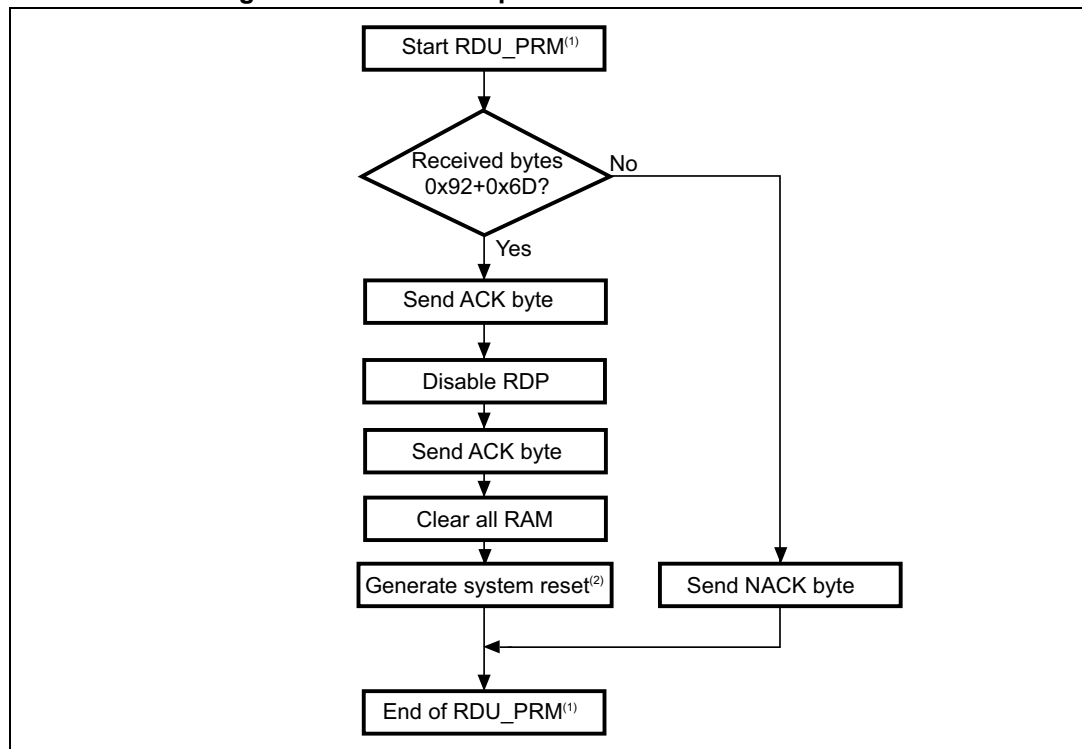 Start RDU_PRM(1)
Received bytes
0x92+0x6D?
No
Yes
Send ACK byte
Disable RDP
Send ACK byte
Clear all RAM
Generate system reset(2)
Send NACK byte
End of RDU_PRM(1)